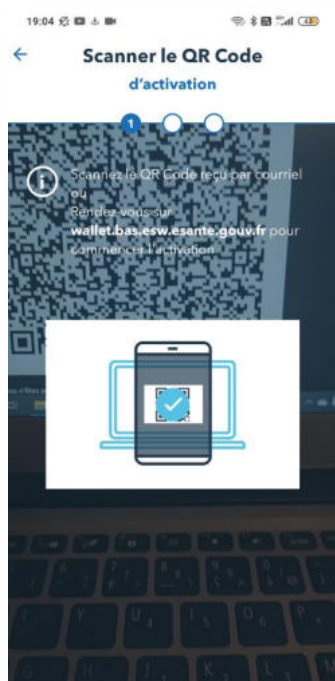 19:04
Scanner le QR Code
d'activation
1
Scannez le QR Code reçu par courriel
ou
Rendez-vous sur
wallet.bas.esw.esante.gouv.fr pour
commencer l'activation